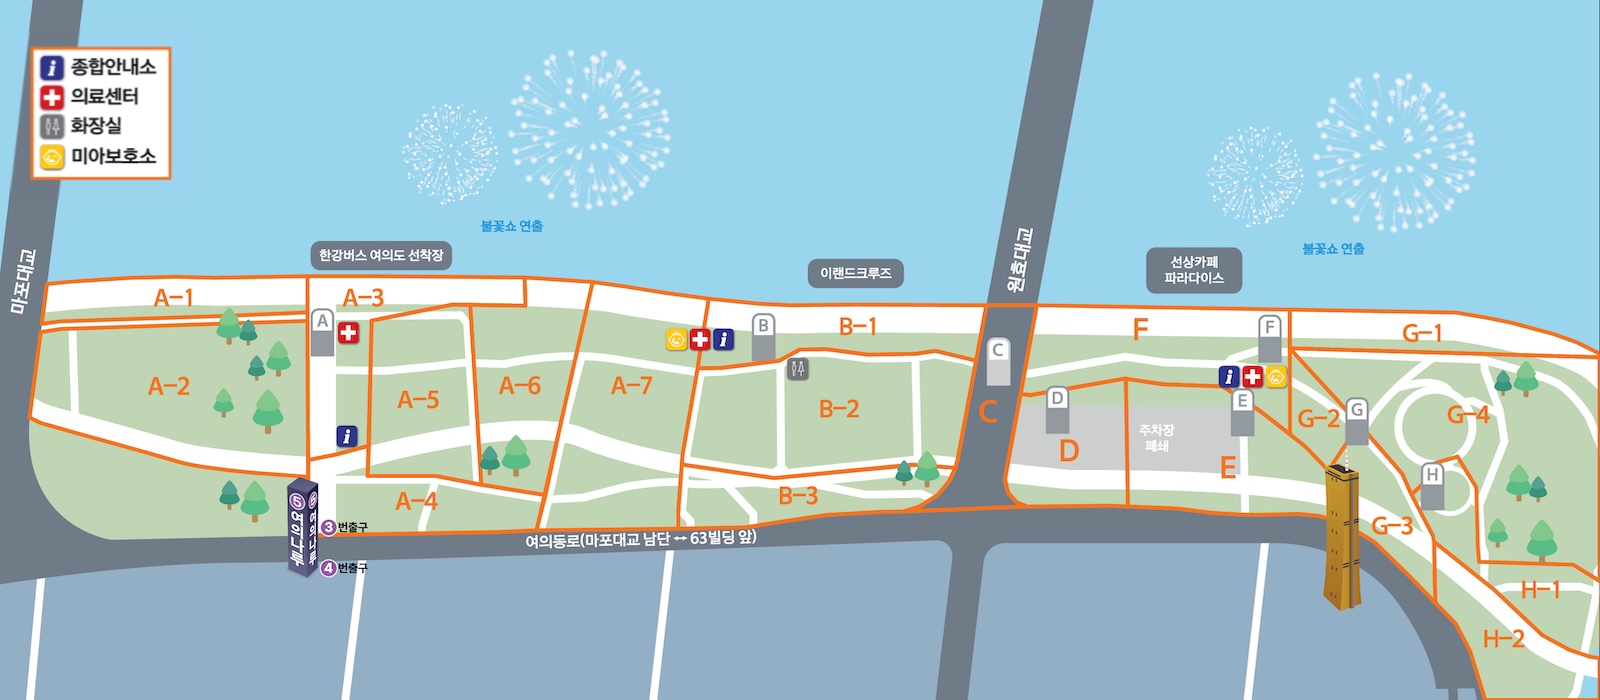 종합안내소
의료센터
화장실
미아보호소
마포대교
원효대교
불꽃쇼 연출
불꽃쇼 연출
한강버스 여의도 선착장
이랜드크루즈
선상카페
파라다이스
A-1
A-2
A-3
A
A-4
A-5
A-6
A-7
B
B-1
B-2
B-3
C
C
D
D
주차장
폐쇄
E
E
F
F
G-1
G-2
G
G-3
G-4
H
H-1
H-2
5 여의나루
6 여의나루
3 번출구
4 번출구
여의동로(마포대교 남단 ↔ 63빌딩 앞)